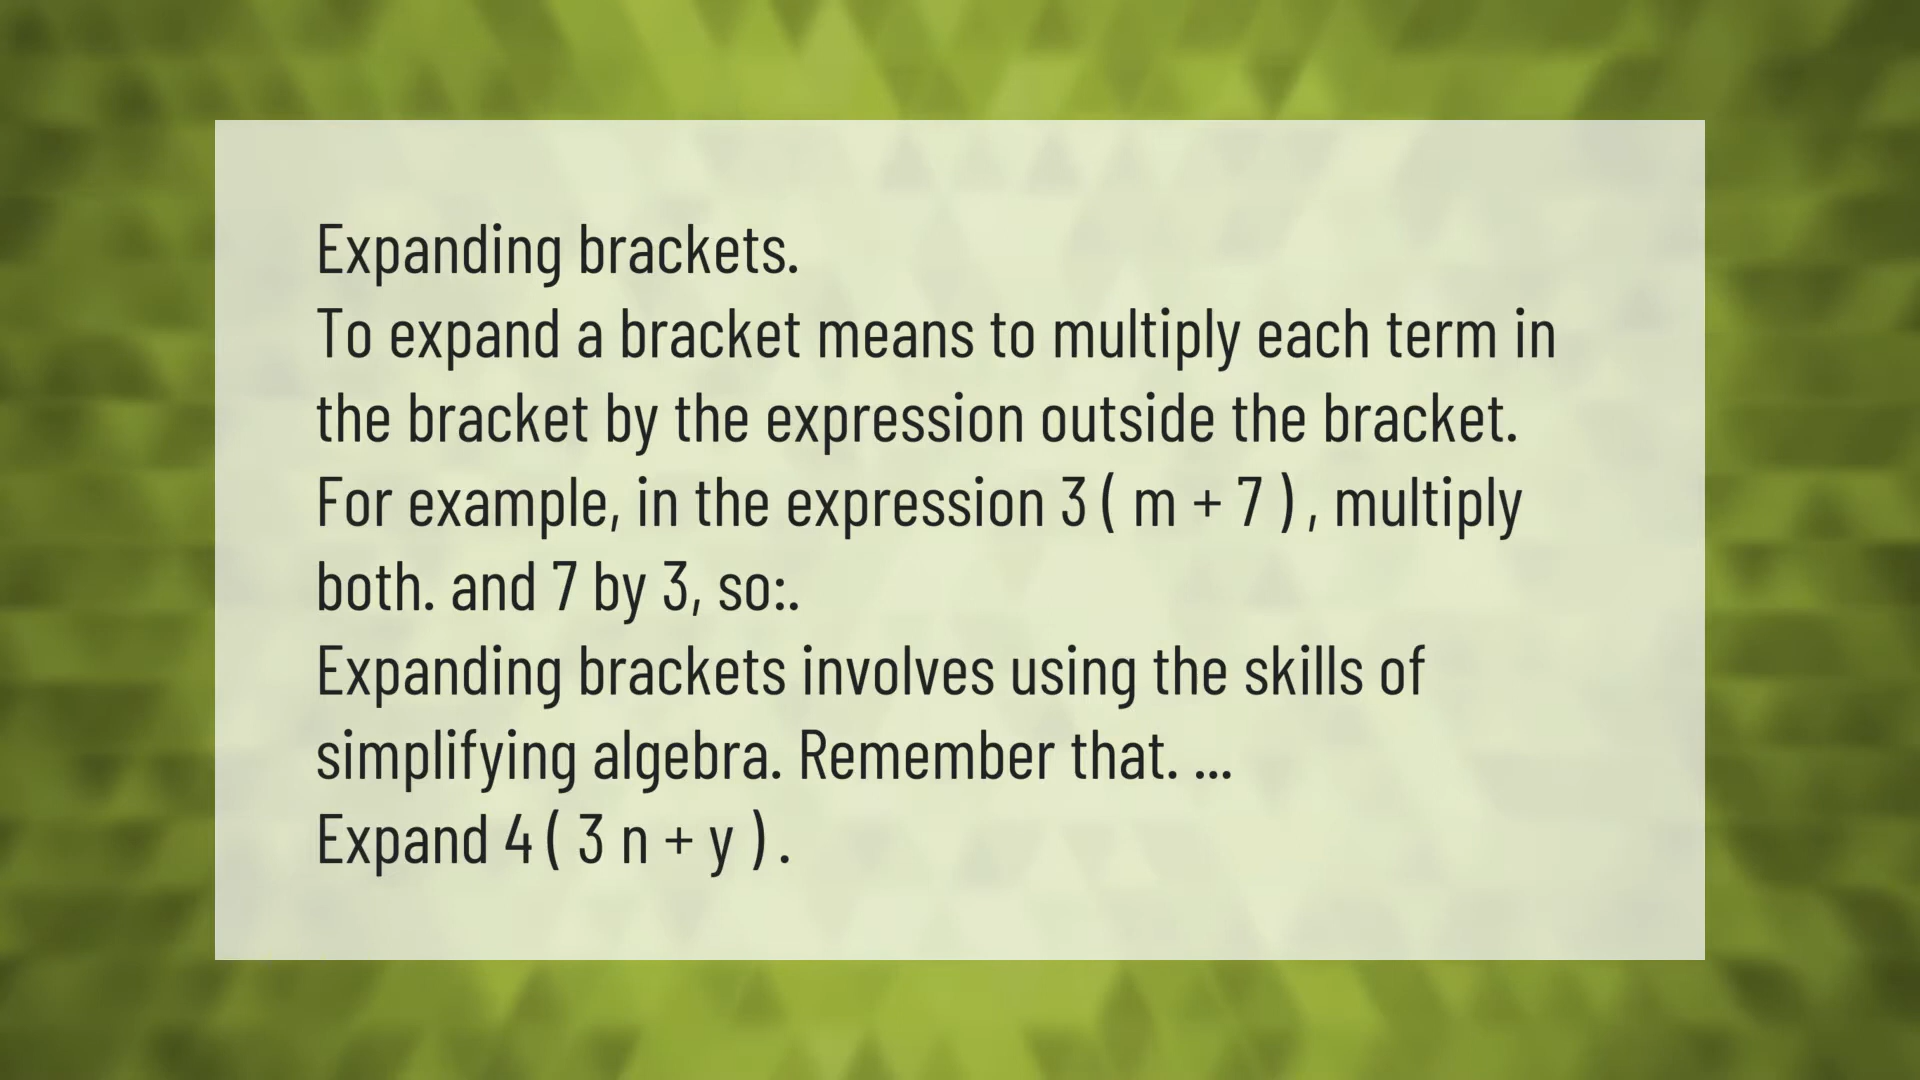 Expanding brackets.
To expand a bracket means to multiply each term in
the bracket by the expression outside the bracket.
For example, in the expression 3 ( m + 7 ) , multiply
both. and 7 by 3, so:.
Expanding brackets involves using the skills of
simplifying algebra. Remember that. ...
Expand 4 ( 3 n + y ) .